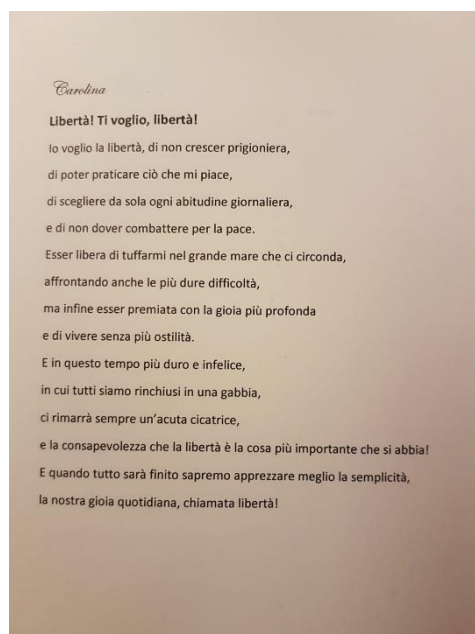 Carolina
Libertà! Ti voglio, libertà!
Io voglio la libertà, di non crescer prigioniera,
di poter praticare ciò che mi piace,
di scegliere da sola ogni abitudine giornaliera,
e di non dover combattere per la pace.
Esser libera di tuffarmi nel grande mare che ci circonda,
affrontando anche le più dure difficoltà,
ma infine esser premiata con la gioia più profonda
e di vivere senza più ostilità.
E in questo tempo più duro e infelice,
in cui tutti siamo rinchiusi in una gabbia,
ci rimarrà sempre un'acuta cicatrice,
e la consapevolezza che la libertà è la cosa più importante che si abbia!
E quando tutto sarà finito sapremo apprezzare meglio la semplicità,
la nostra gioia quotidiana, chiamata libertà!